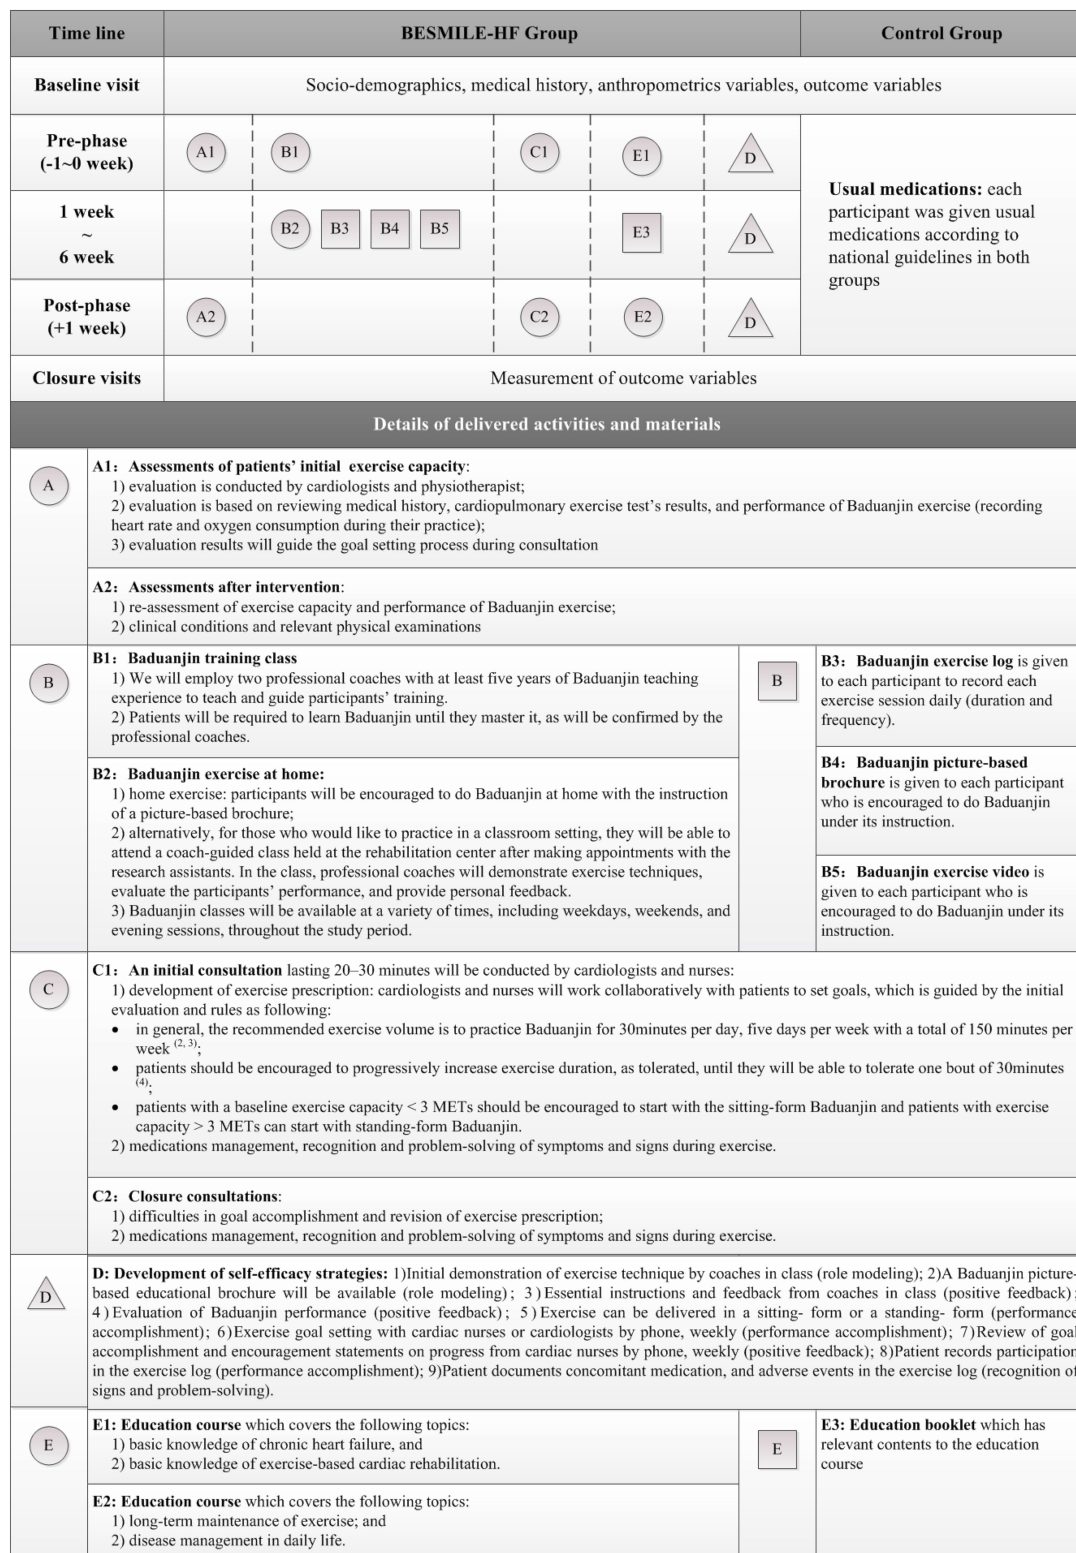 Time line
BESMILE-HF Group
Control Group
Baseline visit
Socio-demographics, medical history, anthropometrics variables, outcome variables
Pre-phase
(-1~0 week)
A1
B1
C1
E1
D
Usual medications: each
participant was given usual
medications according to
national guidelines in both
groups
1 week
~
6 week
B2
B3
B4
B5
E3
D
Post-phase
(+1 week)
A2
C2
E2
D
Closure visits
Measurement of outcome variables
Details of delivered activities and materials
A
A1: Assessments of patients' initial exercise capacity:
1) evaluation is conducted by cardiologists and physiotherapist;
2) evaluation is based on reviewing medical history, cardiopulmonary exercise test's results, and performance of Baduanjin exercise (recording
heart rate and oxygen consumption during their practice);
3) evaluation results will guide the goal setting process during consultation
A2: Assessments after intervention:
1) re-assessment of exercise capacity and performance of Baduanjin exercise;
2) clinical conditions and relevant physical examinations
B
B1: Baduanjin training class
1) We will employ two professional coaches with at least five years of Baduanjin teaching
experience to teach and guide participants' training.
2) Patients will be required to learn Baduanjin until they master it, as will be confirmed by the
professional coaches.
B2: Baduanjin exercise at home:
1) home exercise: participants will be encouraged to do Baduanjin at home with the instruction
of a picture-based brochure;
2) alternatively, for those who would like to practice in a classroom setting, they will be able to
attend a coach-guided class held at the rehabilitation center after making appointments with the
research assistants. In the class, professional coaches will demonstrate exercise techniques,
evaluate the participants' performance, and provide personal feedback.
3) Baduanjin classes will be available at a variety of times, including weekdays, weekends, and
evening sessions, throughout the study period.
B
B3: Baduanjin exercise log is given
to each participant to record each
exercise session daily (duration and
frequency).
B4: Baduanjin picture-based
brochure is given to each participant
who is encouraged to do Baduanjin
under its instruction.
B5: Baduanjin exercise video is
given to each participant who is
encouraged to do Baduanjin under its
instruction.
C
C1: An initial consultation lasting 20–30 minutes will be conducted by cardiologists and nurses:
1) development of exercise prescription: cardiologists and nurses will work collaboratively with patients to set goals, which is guided by the initial
evaluation and rules as following:
• in general, the recommended exercise volume is to practice Baduanjin for 30minutes per day, five days per week with a total of 150 minutes per
week (2, 3);
• patients should be encouraged to progressively increase exercise duration, as tolerated, until they will be able to tolerate one bout of 30minutes
(4);
• patients with a baseline exercise capacity < 3 METs should be encouraged to start with the sitting-form Baduanjin and patients with exercise
capacity > 3 METs can start with standing-form Baduanjin.
2) medications management, recognition and problem-solving of symptoms and signs during exercise.
C2: Closure consultations:
1) difficulties in goal accomplishment and revision of exercise prescription;
2) medications management, recognition and problem-solving of symptoms and signs during exercise.
D
D: Development of self-efficacy strategies: 1)Initial demonstration of exercise technique by coaches in class (role modeling); 2)A Baduanjin picture-
based educational brochure will be available (role modeling); 3)Essential instructions and feedback from coaches in class (positive feedback);
4)Evaluation of Baduanjin performance (positive feedback); 5)Exercise can be delivered in a sitting- form or a standing- form (performance
accomplishment); 6)Exercise goal setting with cardiac nurses or cardiologists by phone, weekly (performance accomplishment); 7)Review of goal
accomplishment and encouragement statements on progress from cardiac nurses by phone, weekly (positive feedback); 8)Patient records participation
in the exercise log (performance accomplishment); 9)Patient documents concomitant medication, and adverse events in the exercise log (recognition of
signs and problem-solving).
E
E1: Education course which covers the following topics:
1) basic knowledge of chronic heart failure, and
2) basic knowledge of exercise-based cardiac rehabilitation.
E2: Education course which covers the following topics:
1) long-term maintenance of exercise; and
2) disease management in daily life.
E
E3: Education booklet which has
relevant contents to the education
course